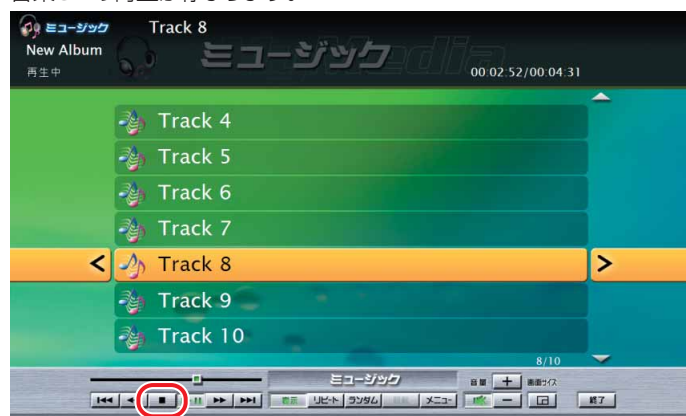 ミュージック
Track 8
New Album
再生中
ミュージック
00:02:52/00:04:31
Track 4
Track 5
Track 6
Track 7
Track 8
Track 9
Track 10
8/10
ミュージック
音量
画面サイズ
表示
リピート
ランダム
メニュー
終了